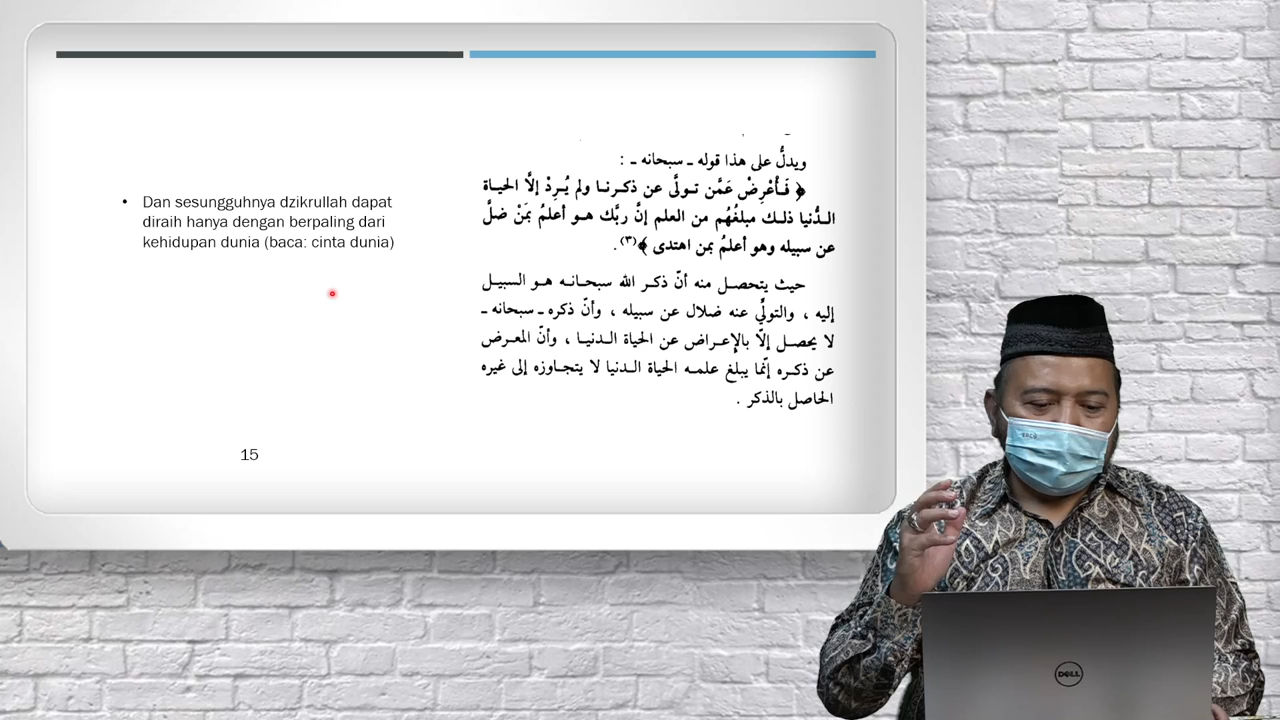 Dan sesungguhnya dzikrullah dapat
diraih hanya dengan berpaling dari
kehidupan dunia (baca: cinta dunia)
15
ويدلُّ على هذا قوله ـ سبحانه ـ :
﴿ فَأَعْرِضْ عَمَّن تولَّى عن ذكرنا ولم يُرِدْ إلَّا الحياة
الدُّنيا ذلك مبلغُهُم من العلم إنَّ ربَّك هو أعلمُ بمَنْ ضلَّ
عن سبيله وهو أعلمُ بمن اهتدى ﴾(٣) .
حيث يتحصل منه أنّ ذكر الله سبحانه هو السبيل
إليه ، والتولّي عنه ضلال عن سبيله ، وأنّ ذكره ـ سبحانه ـ
لا يحصل إلّا بالإعراض عن الحياة الدنيا ، وأنّ المعرض
عن ذكره إنّما يبلغ علمه الحياة الدنيا لا يتجاوزه إلى غيره
الحاصل بالذكر .
DELL